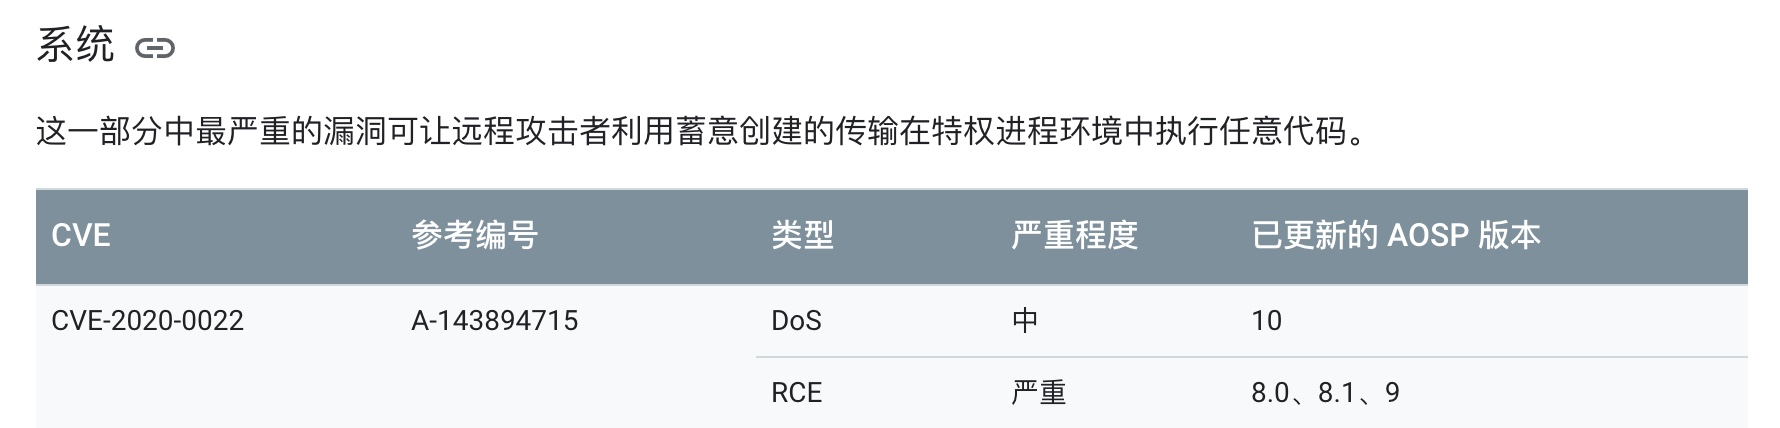 系统
这一部分中最严重的漏洞可让远程攻击者利用蓄意创建的传输在特权进程环境中执行任意代码。
CVE 参考编号 类型 严重程度 已更新的 AOSP 版本
CVE-2020-0022 A-143894715 DoS 中 10
RCE 严重 8.0、8.1、9